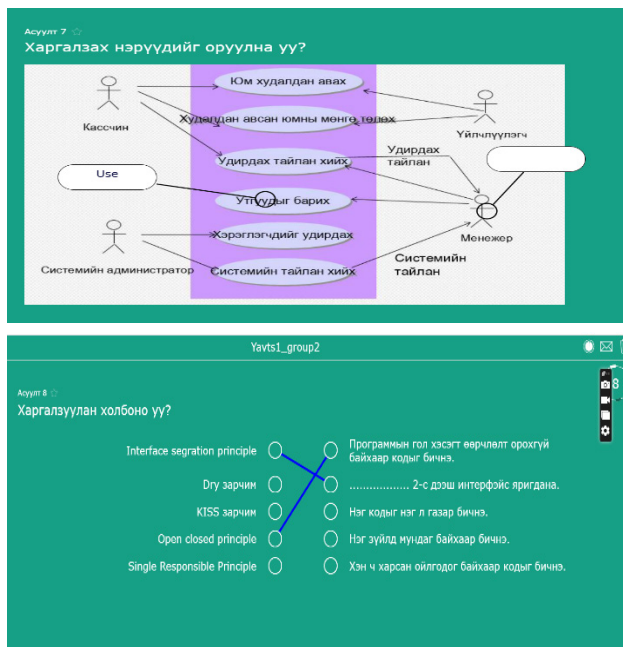 Асуулт 7
Харгалзах нэрүүдийг оруулна уу?
Юм худалдан авах
Кассчин
Худалдан авсан юмны мөнгө төлөх
Үйлчлүүлэгч
Удирдах тайлан хийх
Удирдах
тайлан
Use
Утгуудыг барих
Менежер
Хэрэглэгчдийг удирдах
Системийн администратор
Системийн тайлан хийх
Системийн
тайлан
Yavts1_group2
8
Асуулт 8
Харгалзуулан холбоно уу?
Interface segration principle
Программын гол хэсэгт өөрчлөлт орохгүй
байхаар кодыг бичнэ.
Dry зарчим
.................. 2-с дээш интерфэйс яригдана.
KISS зарчим
Нэг кодыг нэг л газар бичнэ.
Open closed principle
Нэг зүйлд мундаг байхаар бичнэ.
Single Responsible Principle
Хэн ч харсан ойлгодог байхаар кодыг бичнэ.